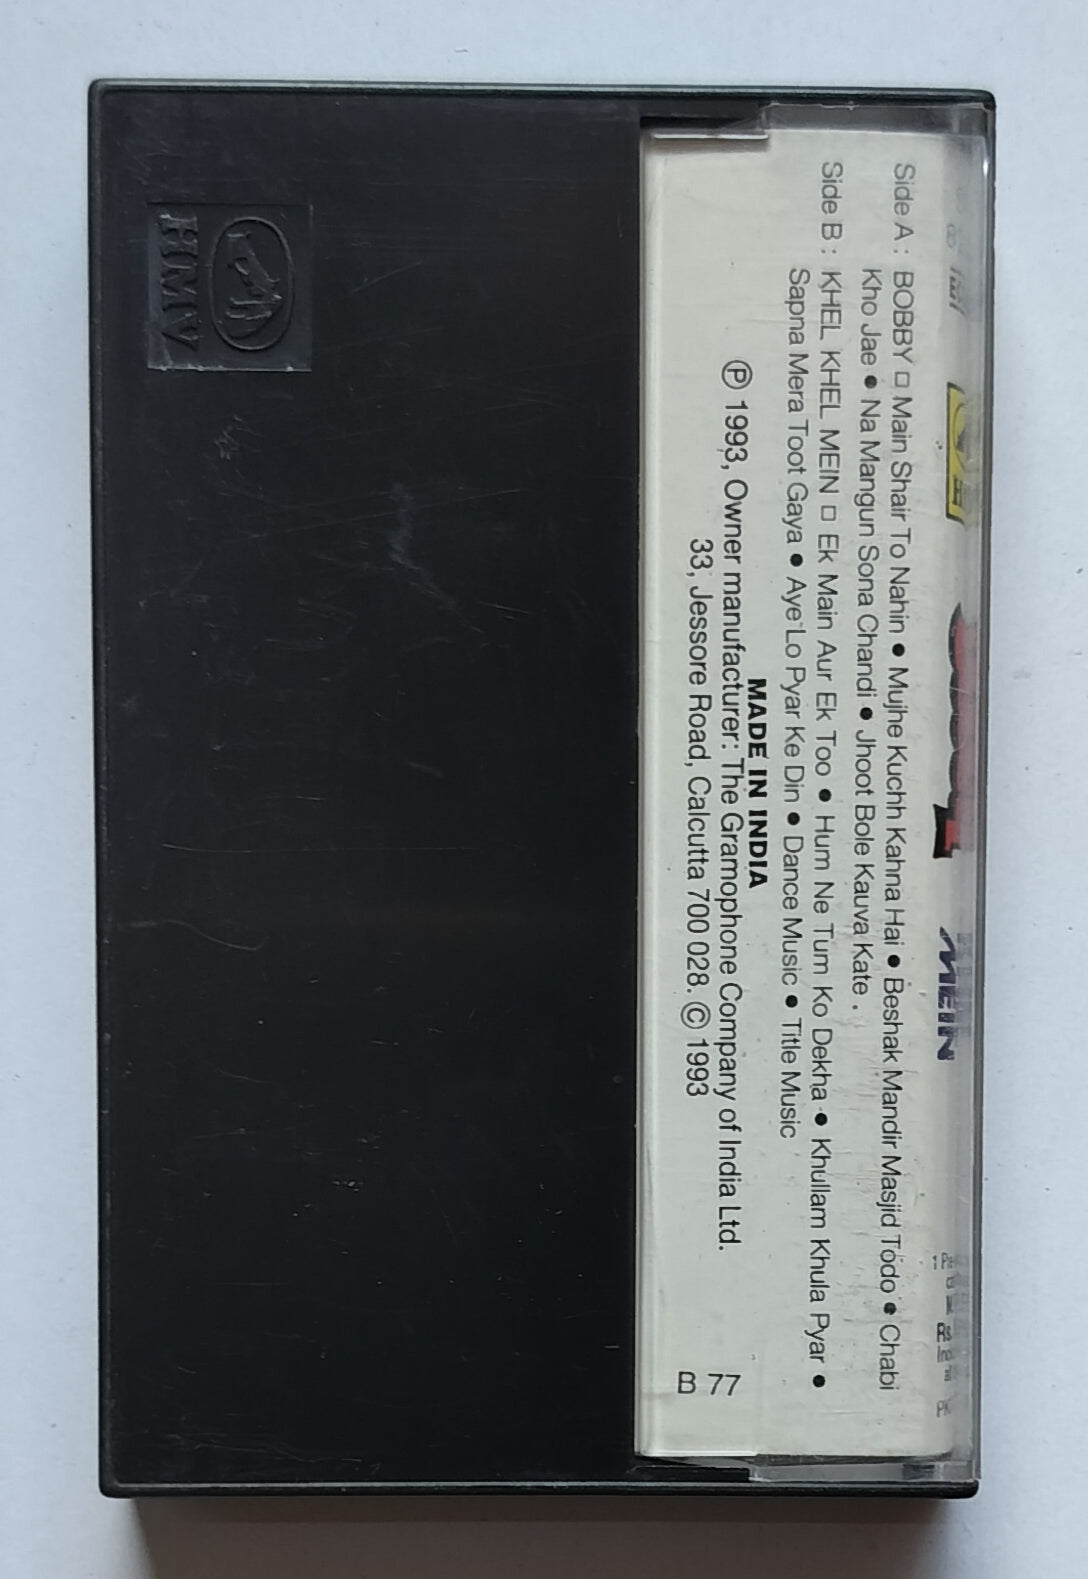 Side A : BOBBY □ Main Shair To Nahin ● Mujhe Kuchh Kahna Hai ● Beshak Mandir Masjid Todo ● Chabi
Kho Jae ● Na Mangun Sona Chandi ● Jhoot Bole Kauva Kate .
Side B : KHEL KHEL MEIN □ Ek Main Aur Ek Too ● Hum Ne Tum Ko Dekha ● Khullam Khula Pyar ●
Sapna Mera Toot Gaya ● Aye Lo Pyar Ke Din ● Dance Music ● Title Music
MADE IN INDIA
Ⓟ 1993, Owner manufacturer: The Gramophone Company of India Ltd.
33, Jessore Road, Calcutta 700 028. © 1993
B 77
MEIN
HMV